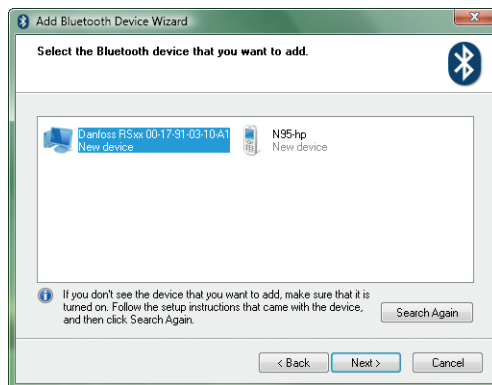 Add Bluetooth Device Wizard
Select the Bluetooth device that you want to add.
Danfoss RSxx 00-17-91-03-10-A1
New device
N95-hp
New device
If you don't see the device that you want to add, make sure that it is
turned on. Follow the setup instructions that came with the device,
and then click Search Again.
Search Again
< Back
Next >
Cancel